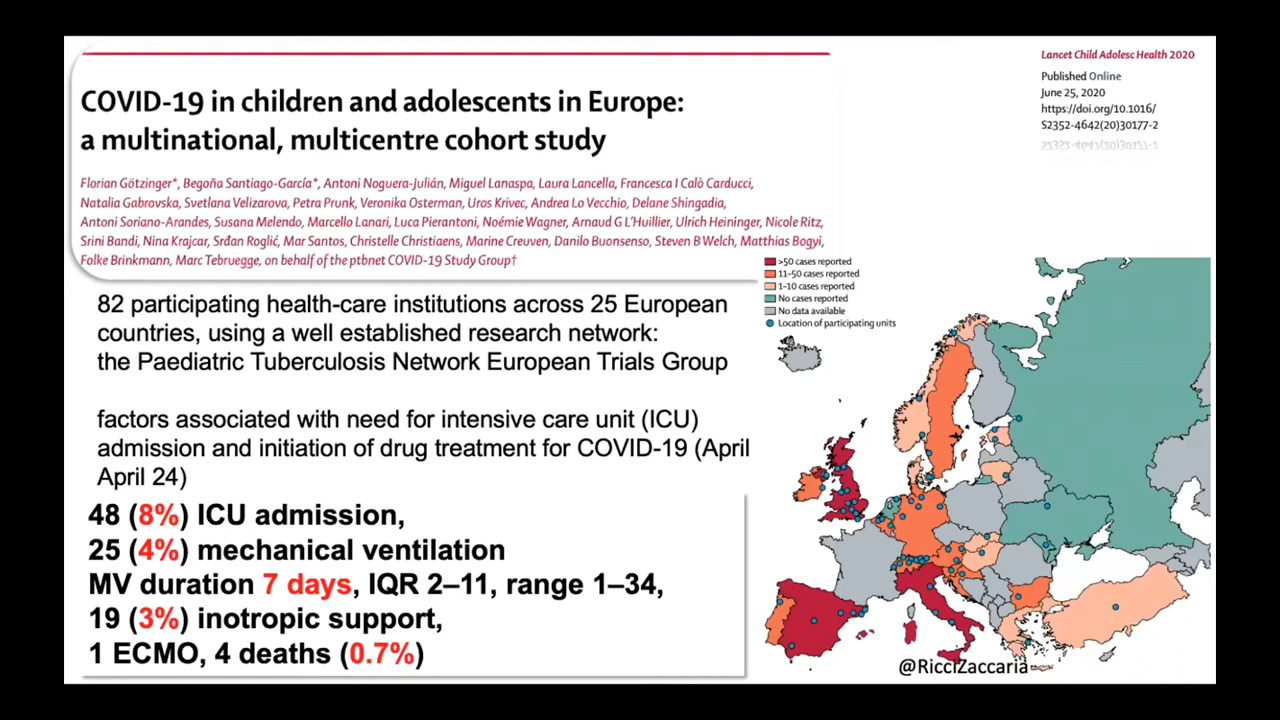 Lancet Child Adolesc Health 2020
Published Online
June 25, 2020
https://doi.org/10.1016/
S2352-4642(20)30177-2
COVID-19 in children and adolescents in Europe:
a multinational, multicentre cohort study
Florian Götzinger*, Begoña Santiago-García*, Antoni Noguera-Julián, Miguel Lanaspa, Laura Lancella, Francesca I Calò Carducci,
Natalia Gabrovska, Svetlana Velizarova, Petra Prunk, Veronika Osterman, Uros Krivec, Andrea Lo Vecchio, Delane Shingadia,
Antoni Soriano-Arandes, Susana Melendo, Marcello Lanari, Luca Pierantoni, Noémie Wagner, Arnaud G L'Huillier, Ulrich Heininger, Nicole Ritz,
Srini Bandi, Nina Krajcar, Srđan Roglić, Mar Santos, Christelle Christiaens, Marine Creuven, Danilo Buonsenso, Steven B Welch, Matthias Bogyi,
Folke Brinkmann, Marc Tebruegge, on behalf of the ptbnet COVID-19 Study Group†
82 participating health-care institutions across 25 European
countries, using a well established research network:
the Paediatric Tuberculosis Network European Trials Group
factors associated with need for intensive care unit (ICU)
admission and initiation of drug treatment for COVID-19 (April
April 24)
48 (8%) ICU admission,
25 (4%) mechanical ventilation
MV duration 7 days, IQR 2–11, range 1–34,
19 (3%) inotropic support,
1 ECMO, 4 deaths (0.7%)
>50 cases reported
11–50 cases reported
1–10 cases reported
No cases reported
No data available
Location of participating units
@RicciZaccaria